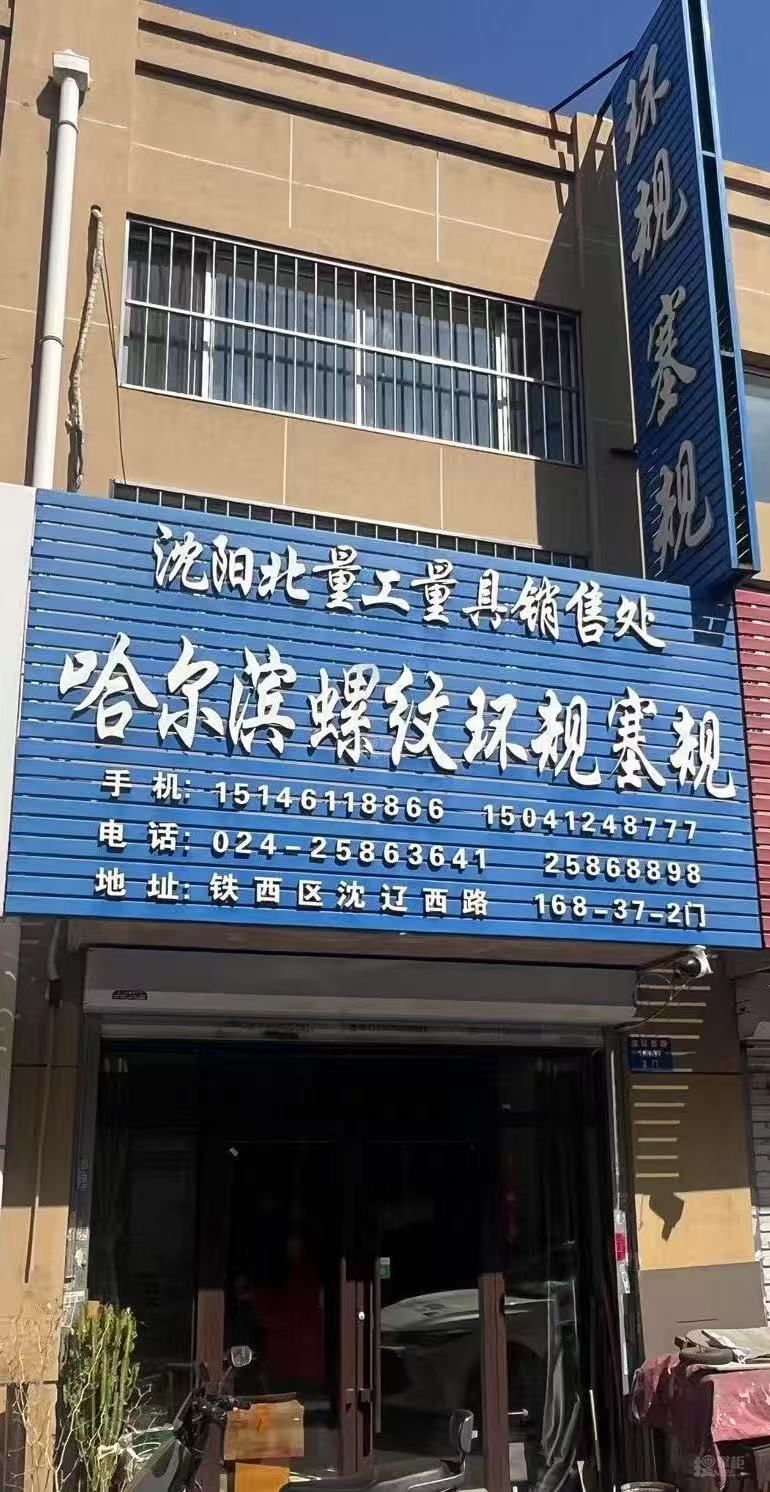 环规塞规
沈阳北量工量具销售处
哈尔滨螺纹环规塞规
手 机: 15146118866 15041248777
电 话: 024-25863641 25868898
地 址: 铁西区沈辽西路 168-37-2门